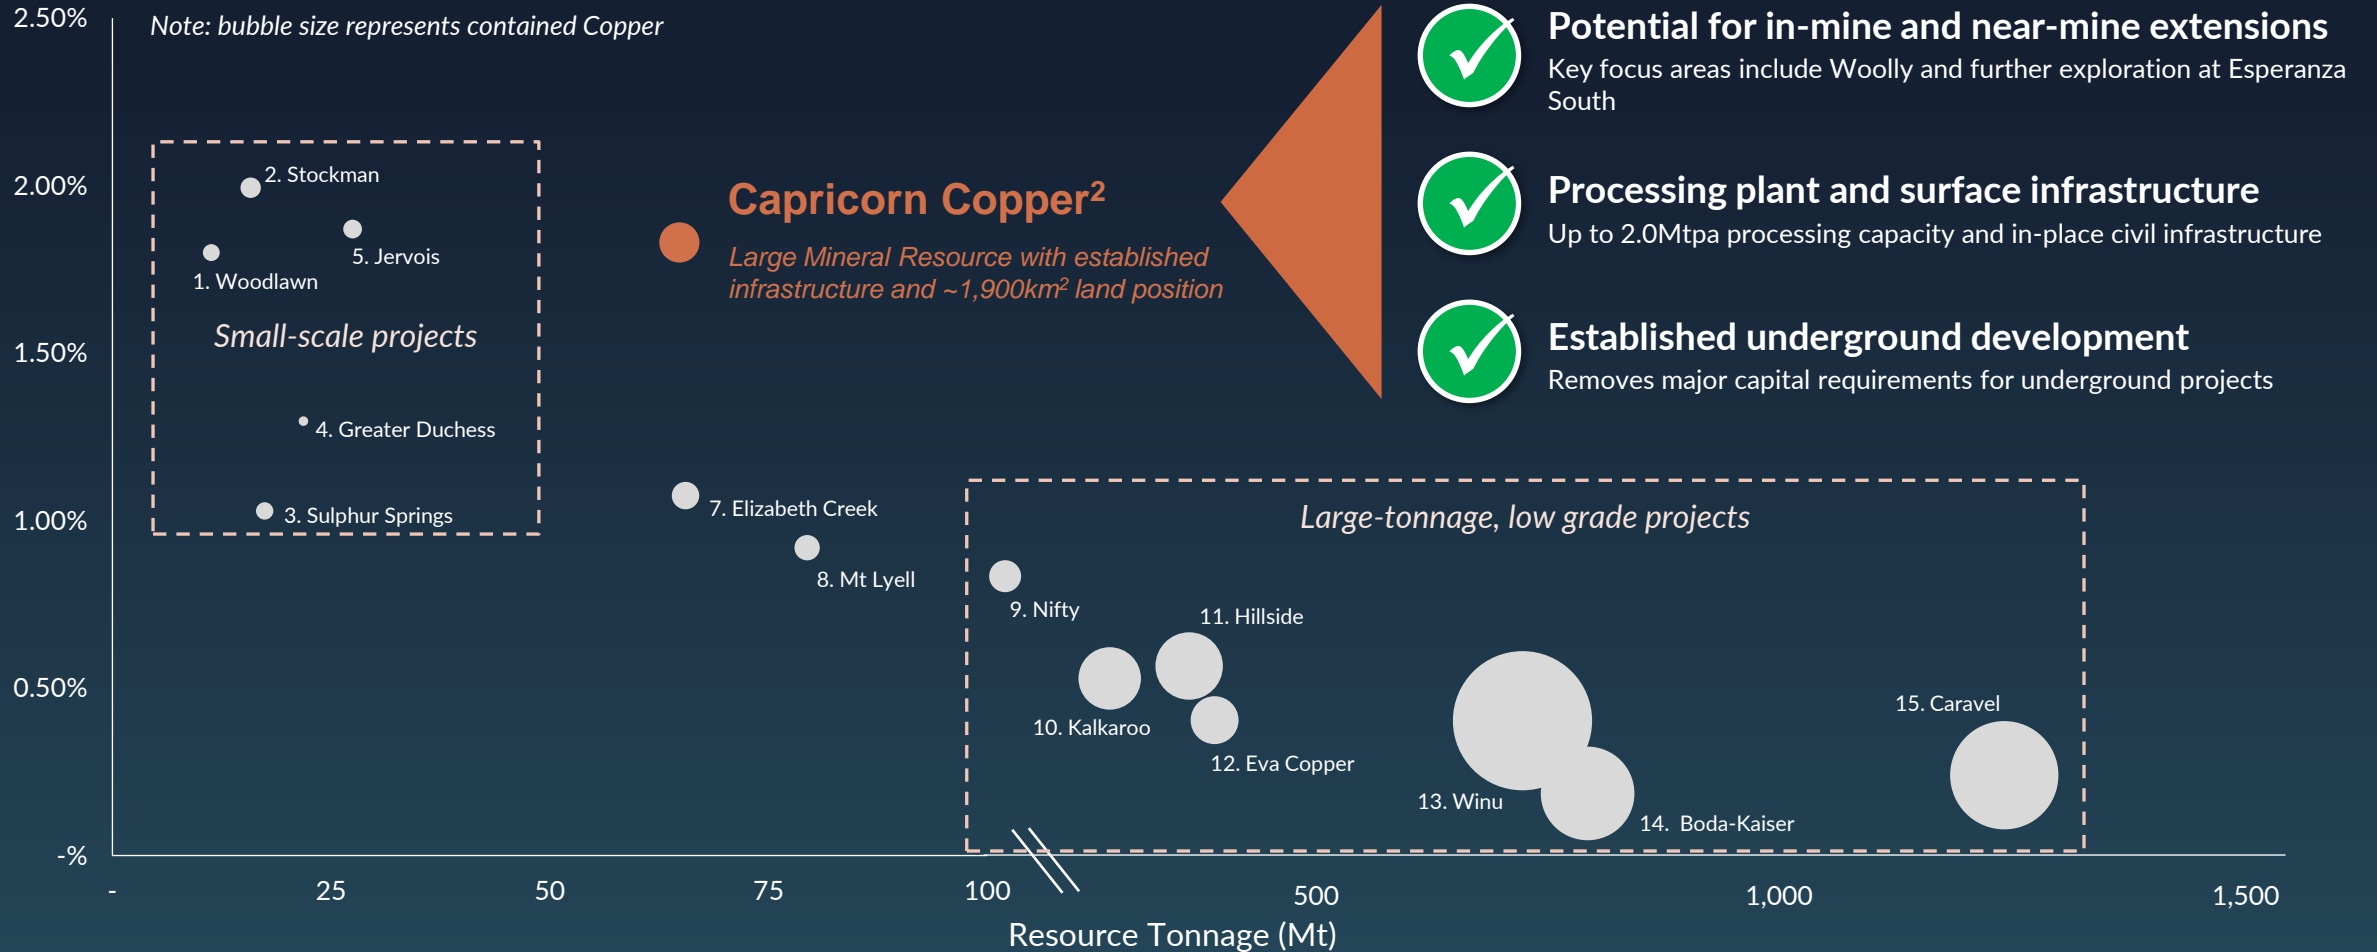 2.50%
Note: bubble size represents contained Copper
2.00%
1.50%
1.00%
0.50%
-%
2. Stockman
5. Jervois
1. Woodlawn
Small-scale projects
4. Greater Duchess
3. Sulphur Springs
Capricorn Copper²
Large Mineral Resource with established
infrastructure and ~1,900km² land position
Potential for in-mine and near-mine extensions
Key focus areas include Woolly and further exploration at Esperanza
South
Processing plant and surface infrastructure
Up to 2.0Mtpa processing capacity and in-place civil infrastructure
Established underground development
Removes major capital requirements for underground projects
7. Elizabeth Creek
8. Mt Lyell
Large-tonnage, low grade projects
9. Nifty
11. Hillside
10. Kalkaroo
12. Eva Copper
13. Winu
14. Boda-Kaiser
15. Caravel
-
25
50
75
100
500
1,000
1,500
Resource Tonnage (Mt)